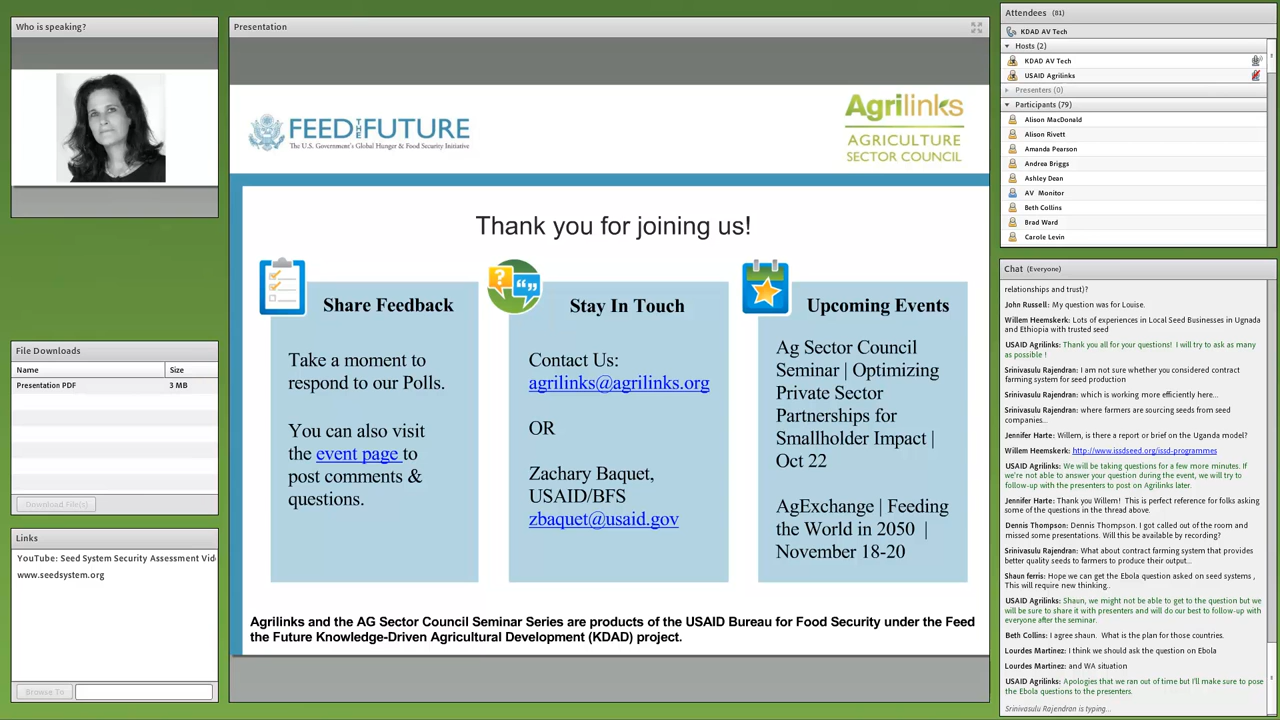 Who is speaking?
File Downloads
Name Size
Presentation PDF 3 MB
Download File(s)
Links
YouTube: Seed System Security Assessment Vid
www.seedsystem.org
Browse To
Presentation
FEED THE FUTURE
The U.S. Government's Global Hunger & Food Security Initiative
Agrilinks
AGRICULTURE
SECTOR COUNCIL
Thank you for joining us!
Share Feedback
Take a moment to
respond to our Polls.
You can also visit
the event page to
post comments &
questions.
Stay In Touch
Contact Us:
agrilinks@agrilinks.org
OR
Zachary Baquet,
USAID/BFS
zbaquet@usaid.gov
Upcoming Events
Ag Sector Council
Seminar | Optimizing
Private Sector
Partnerships for
Smallholder Impact |
Oct 22
AgExchange | Feeding
the World in 2050 |
November 18-20
Agrilinks and the AG Sector Council Seminar Series are products of the USAID Bureau for Food Security under the Feed
the Future Knowledge-Driven Agricultural Development (KDAD) project.
Attendees (81)
KDAD AV Tech
Hosts (2)
KDAD AV Tech
USAID Agrilinks
Presenters (0)
Participants (79)
Alison MacDonald
Alison Rivett
Amanda Pearson
Andrea Briggs
Ashley Dean
AV Monitor
Beth Collins
Brad Ward
Carole Levin
Chat (Everyone)
relationships and trust)?
John Russell: My question was for Louise.
Willem Heemskerk: Lots of experiences in Local Seed Businesses in Ugnada
and Ethiopia with trusted seed
USAID Agrilinks: Thank you all for your questions! I will try to ask as many
as possible !
Srinivasulu Rajendran: I am not sure whether you considered contract
farming system for seed production
Srinivasulu Rajendran: which is working more efficiently here...
Srinivasulu Rajendran: where farmers are sourcing seeds from seed
companies...
Jennifer Harte: Willem, is there a report or brief on the Uganda model?
Willem Heemskerk: http://www.issdseed.org/issd-programmes
USAID Agrilinks: We will be taking questions for a few more minutes. If
we're not able to answer your question during the event, we will try to
follow-up with the presenters to post on Agrilinks later.
Jennifer Harte: Thank you Willem! This is perfect reference for folks asking
some of the questions in the thread above.
Dennis Thompson: Dennis Thompson. I got called out of the room and
missed some presentations. Will this be available by recording?
Srinivasulu Rajendran: What about contract farming system that provides
better quality seeds to farmers to produce their output...
Shaun ferris: Hope we can get the Ebola question asked on seed systems ,
This will require new thinking..
USAID Agrilinks: Shaun, we might not be able to get to the question but we
will be sure to share it with presenters and will do our best to follow-up with
everyone after the seminar.
Beth Collins: I agree shaun. What is the plan for those countries.
Lourdes Martinez: I think we should ask the question on Ebola
Lourdes Martinez: and WA situation
USAID Agrilinks: Apologies that we ran out of time but I'll make sure to pose
the Ebola questions to the presenters.
Srinivasulu Rajendran is typing...